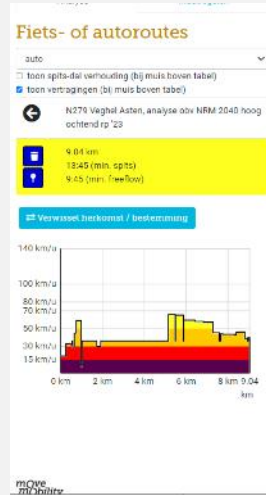 Fiets- of autoroutes
auto
toon spits-dal verhouding (bij muis boven tabel)
toon vertragingen (bij muis boven tabel)
N279 Veghel Asten, analyse obv NRM 2040 hoog
ochtend rp '23
9.04 km
13:45 (min. spits)
9:45 (min. freeflow)
Verwissel herkomst / bestemming
140 km/u
100 km/u
80 km/u
70 km/u
50 km/u
30 km/u
15 km/u
0 km 2 km 4 km 6 km 8 km 9.04
km
move
mobility